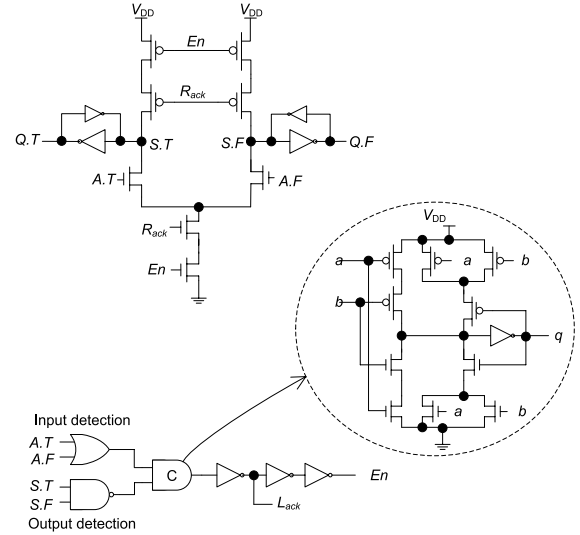 VDD VDD
En
Rack
Q.T S.T S.F Q.F
A.T A.F
Rack
En
VDD
a a b
b
q
a b
Input detection
A.T
A.F
C
S.T
S.F
En
Lack
Output detection